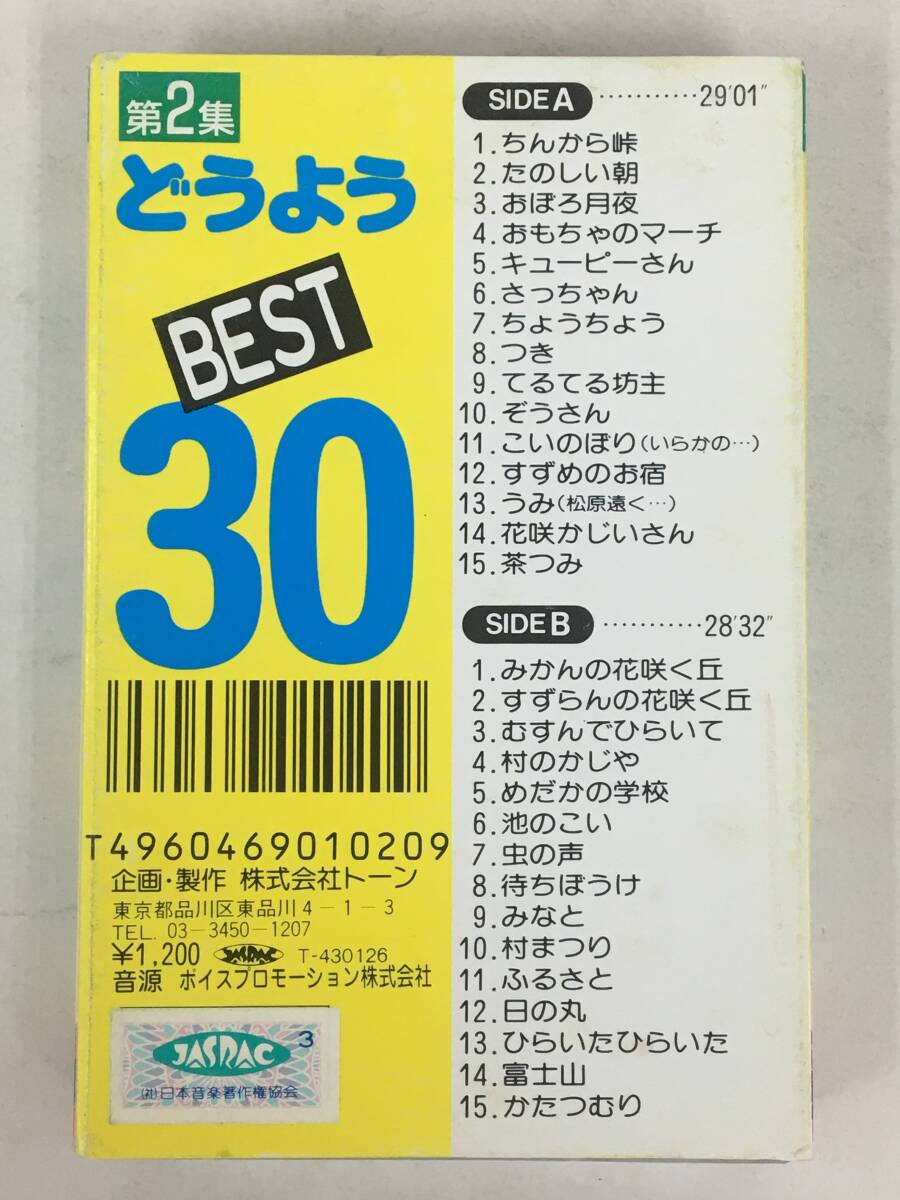 第2集
どうよう
BEST
30
T4960469010209
企画・製作 株式会社トーン
東京都品川区東品川4-1-3
TEL. 03-3450-1207
¥1,200 JASRAC T-430126
音源 ボイスプロモーション株式会社
JASRAC 3
(社)日本音楽著作権協会
SIDE A ············29'01"
1. ちんから峠
2. たのしい朝
3. おぼろ月夜
4. おもちゃのマーチ
5. キューピーさん
6. さっちゃん
7. ちょうちょう
8. つき
9. てるてる坊主
10. ぞうさん
11. こいのぼり(いらかの…)
12. すずめのお宿
13. うみ(松原遠く…)
14. 花咲かじいさん
15. 茶つみ
SIDE B ············28'32"
1. みかんの花咲く丘
2. すずらんの花咲く丘
3. むすんでひらいて
4. 村のかじや
5. めだかの学校
6. 池のこい
7. 虫の声
8. 待ちぼうけ
9. みなと
10. 村まつり
11. ふるさと
12. 日の丸
13. ひらいたひらいた
14. 富士山
15. かたつむり